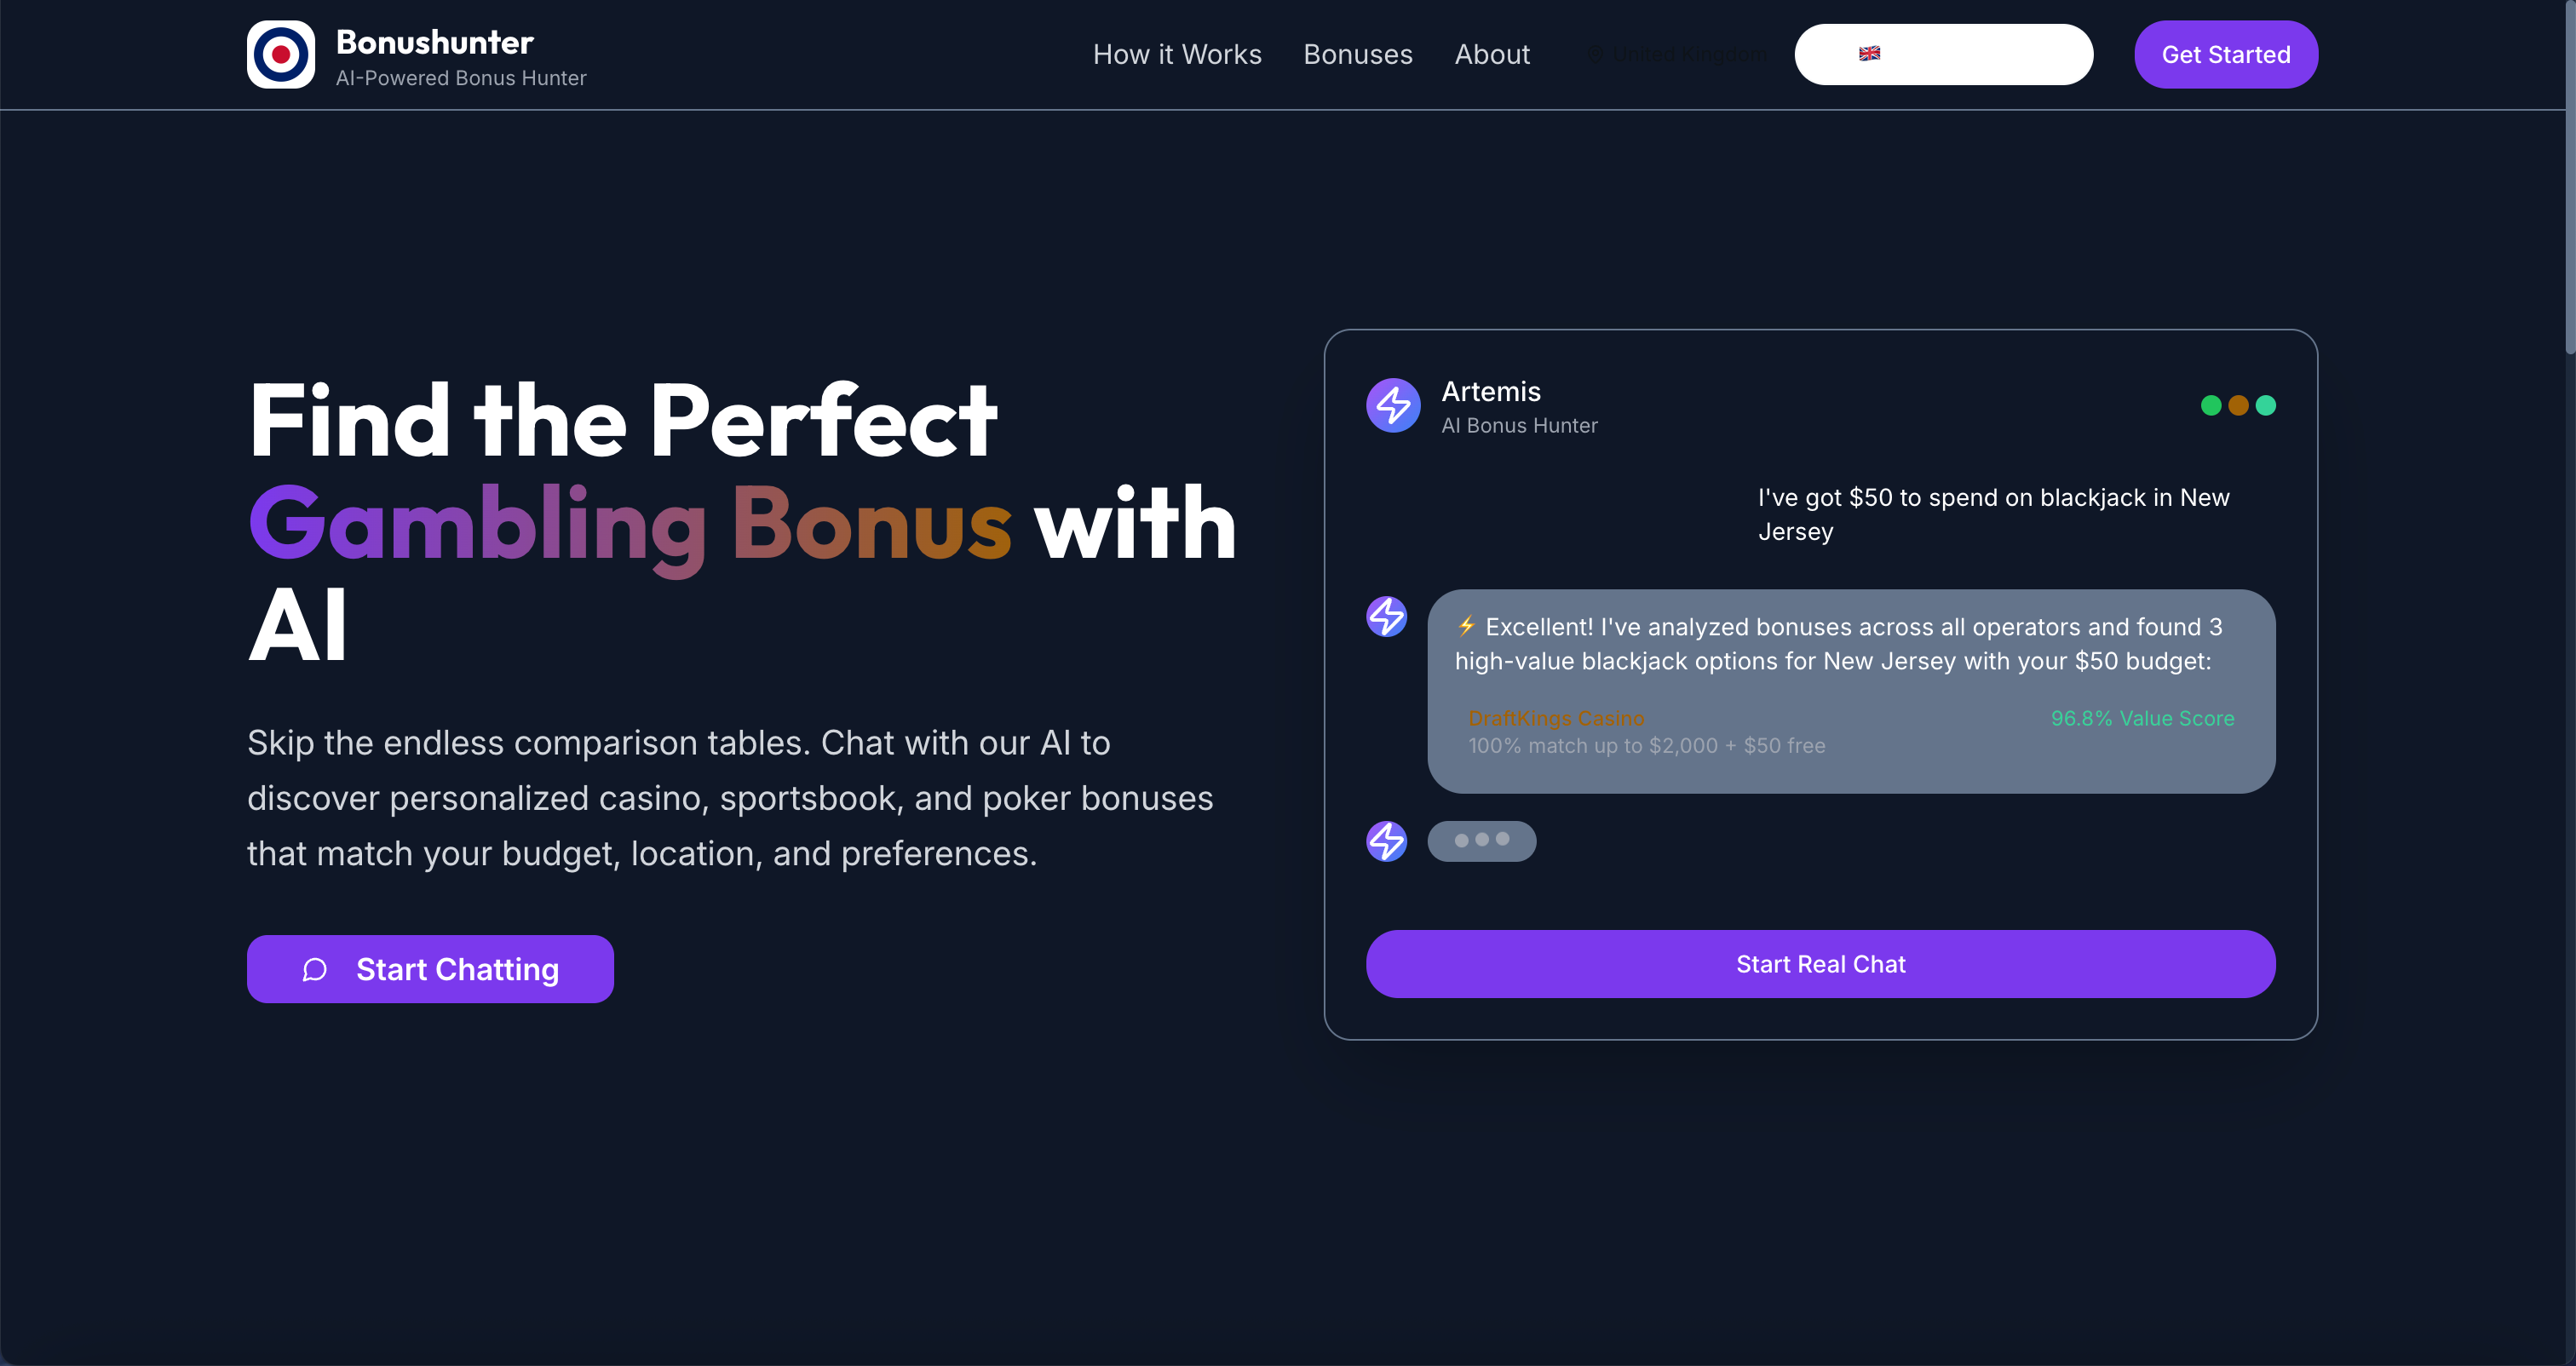 Bonushunter
AI-Powered Bonus Hunter
How it Works
Bonuses
About
United Kingdom
Get Started
Find the Perfect
Gambling Bonus with
AI
Skip the endless comparison tables. Chat with our AI to
discover personalized casino, sportsbook, and poker bonuses
that match your budget, location, and preferences.
Start Chatting
Artemis
AI Bonus Hunter
I've got $50 to spend on blackjack in New
Jersey
⚡ Excellent! I've analyzed bonuses across all operators and found 3
high-value blackjack options for New Jersey with your $50 budget:
DraftKings Casino
96.8% Value Score
100% match up to $2,000 + $50 free
Start Real Chat